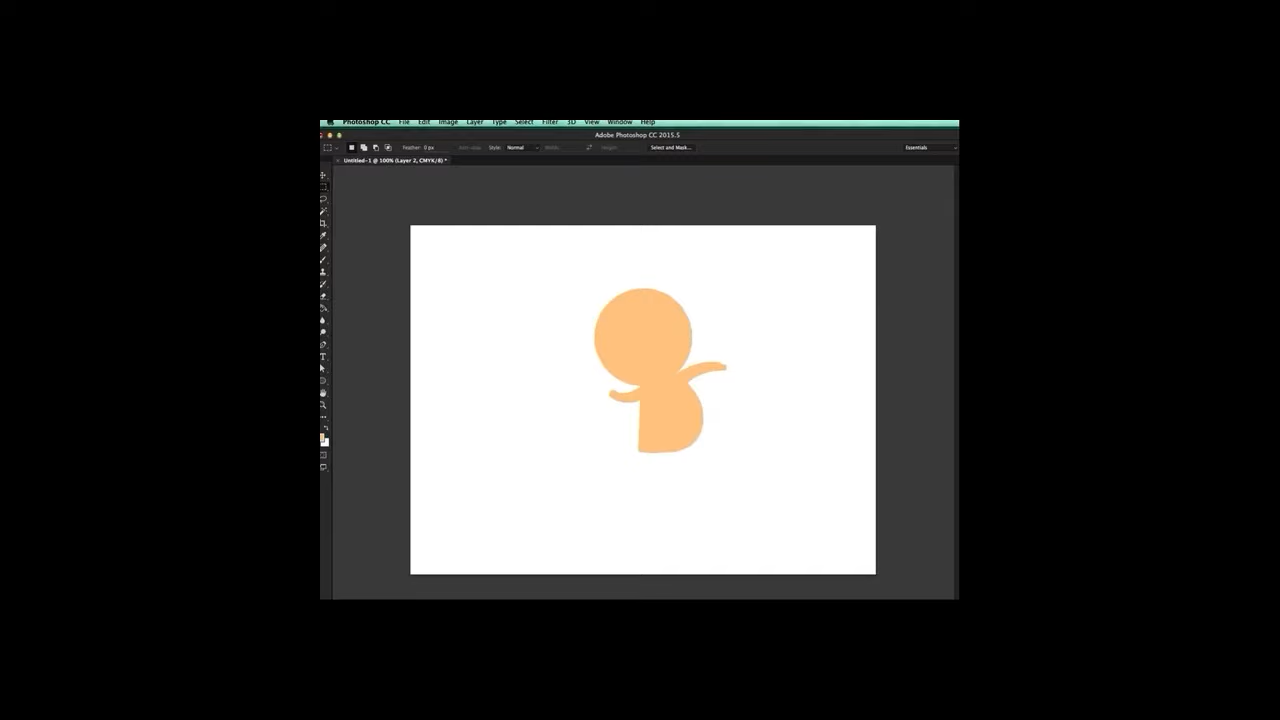 Photoshop CC File Edit Image Layer Type Select Filter 3D View Window Help
Adobe Photoshop CC 2015.5
Feather: 0 px Style: Normal Select and Mask... Essentials
Untitled-1 @ 100% (Layer 2, CMYK/8) *